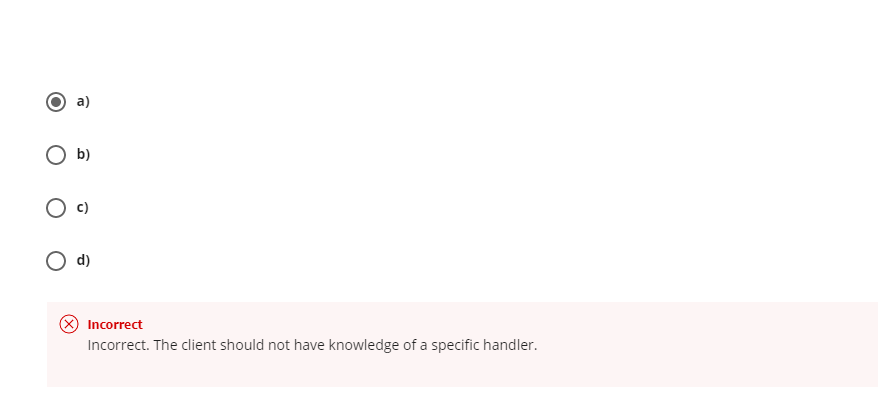 a)
b)
c)
d)
Incorrect
Incorrect. The client should not have knowledge of a specific handler.